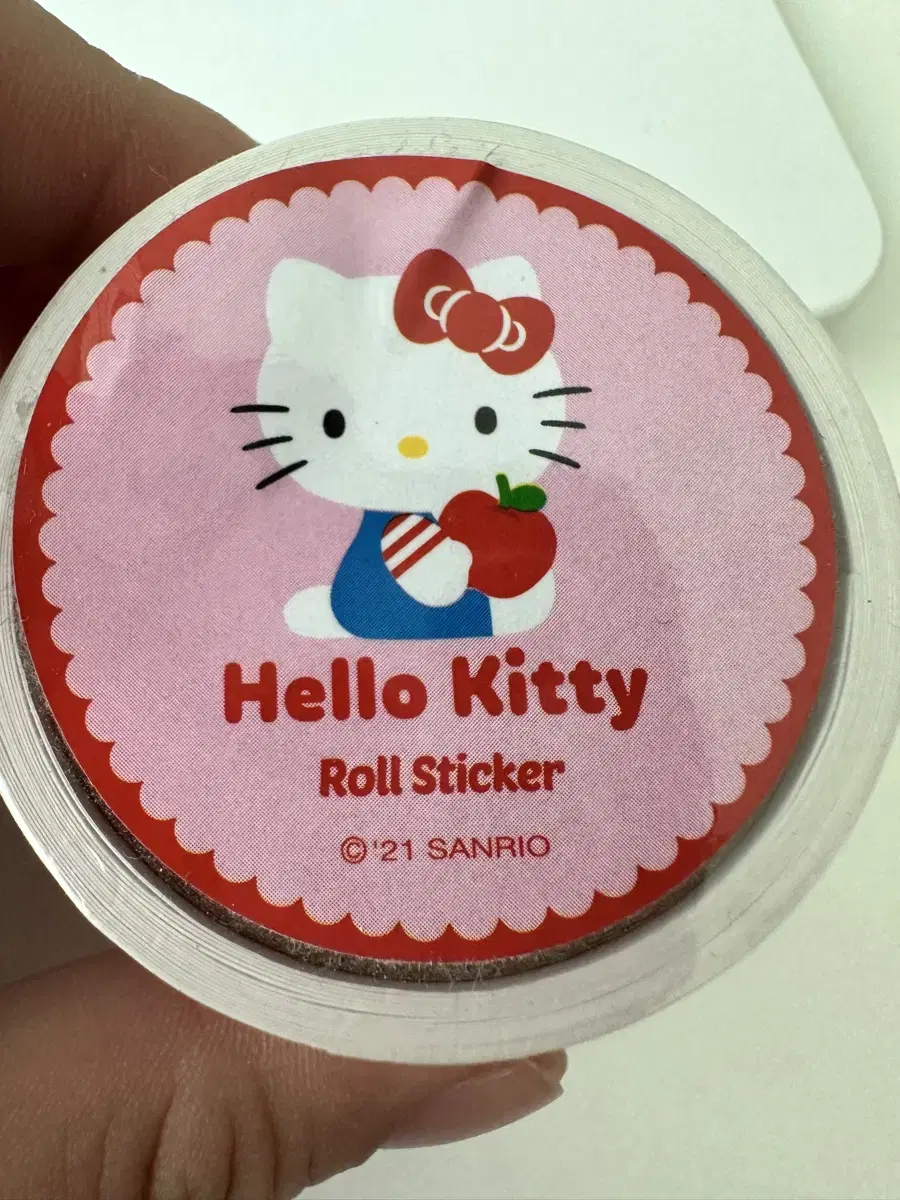 Hello Kitty
Roll Sticker
©'21 SANRIO